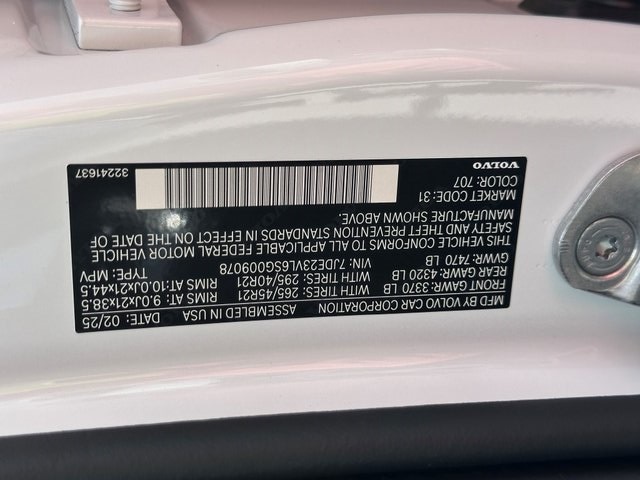 MFD BY VOLVO CAR CORPORATION ASSEMBLED IN USA DATE: 02/25
FRONT GAWR: 3370 LB WITH TIRES: 265/45R21 RIMS AT: 9.0Jx21x38.5
REAR GAWR: 4320 LB WITH TIRES: 295/40R21 RIMS AT: 10.0Jx21x44.5
GVWR: 7470 LB VIN: 7JDE23VL6SG009078 TYPE: MPV
THIS VEHICLE CONFORMS TO ALL APPLICABLE FEDERAL MOTOR VEHICLE
SAFETY AND THEFT PREVENTION STANDARDS IN EFFECT ON THE DATE OF
MANUFACTURE SHOWN ABOVE.
MARKET CODE: 31
COLOR: 707
VOLVO 32241637